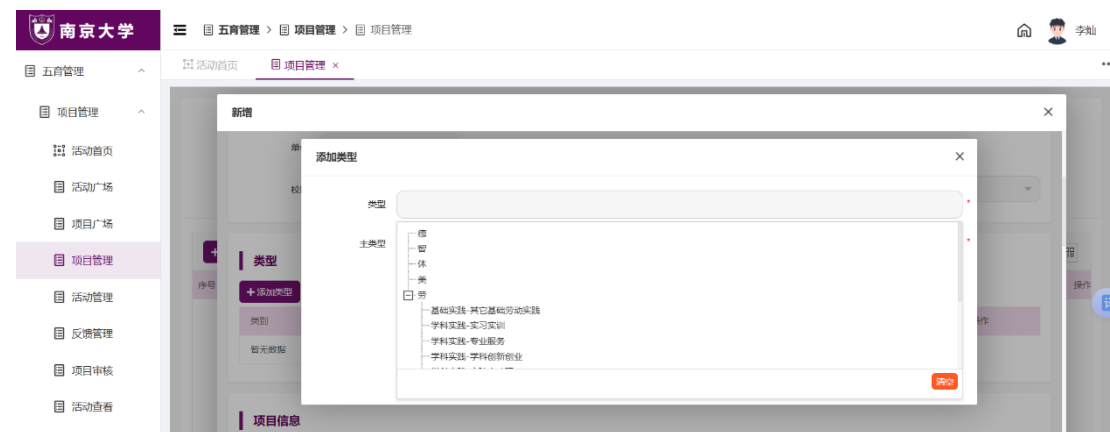 南京大学
五育管理 > 项目管理 > 项目管理
李灿
五育管理
活动首页
项目管理 ×
项目管理
活动首页
活动广场
项目广场
项目管理
活动管理
反馈管理
项目审核
活动查看
新增
添加类型
类型
*
主类型
*
德
智
体
美
劳
基础实践-其它基础劳动实践
学科实践-实习实训
学科实践-专业服务
学科实践-学科创新创业
清空
序号
操作
类型
+添加类型
类别
暂无数据
项目信息